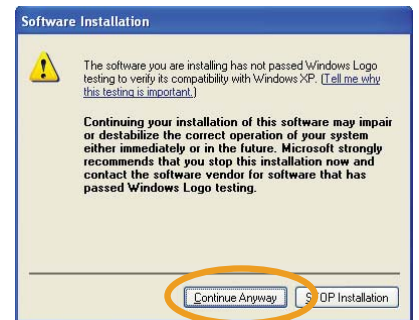 Software Installation
The software you are installing has not passed Windows Logo
testing to verify its compatibility with Windows XP. (Tell me why
this testing is important.)
Continuing your installation of this software may impair
or destabilize the correct operation of your system
either immediately or in the future. Microsoft strongly
recommends that you stop this installation now and
contact the software vendor for software that has
passed Windows Logo testing.
Continue Anyway
STOP Installation